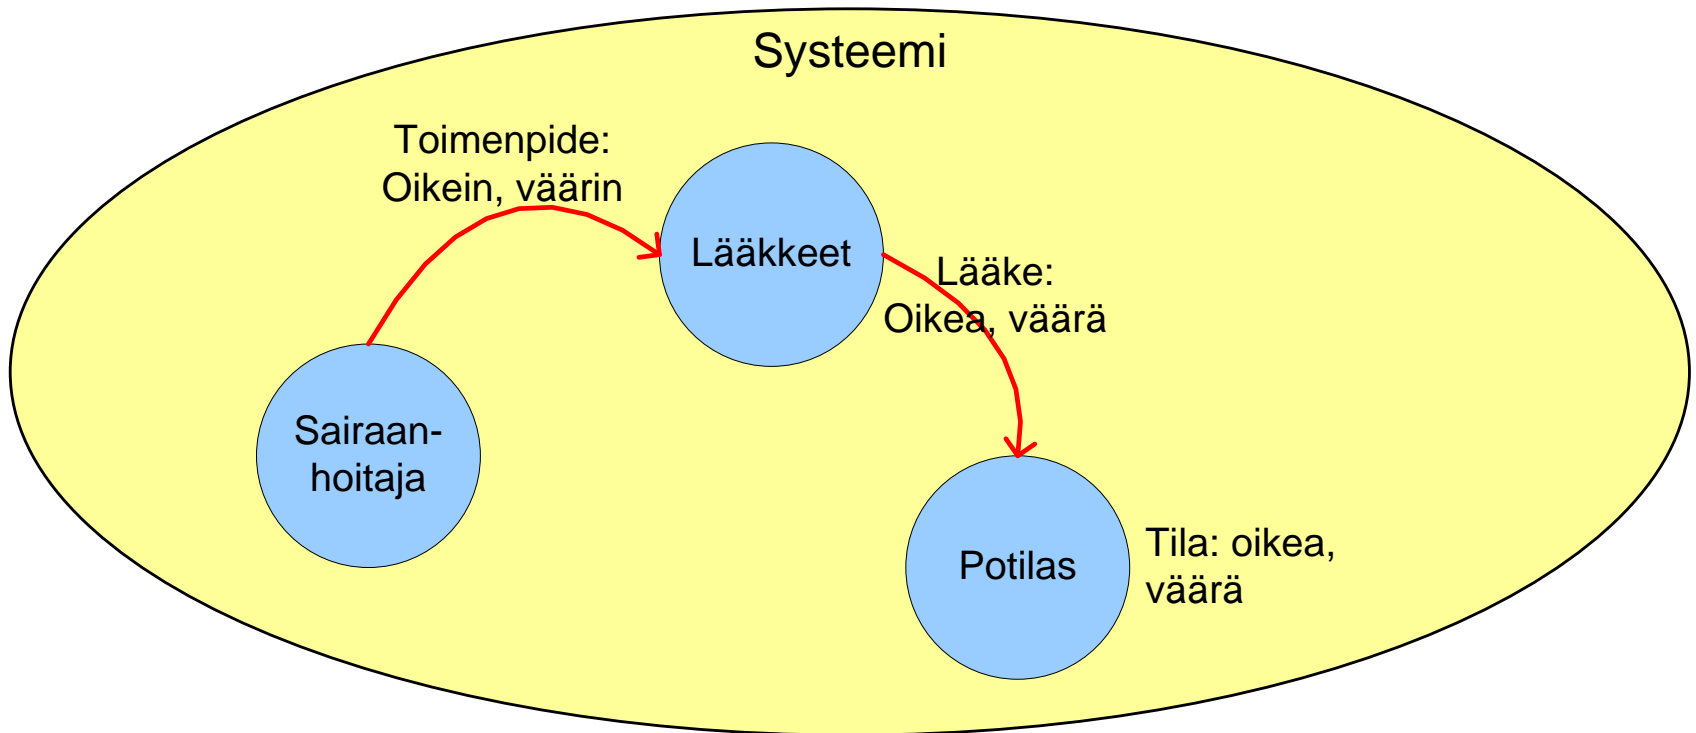 Systeemi
Toimenpide:
Oikein, väärin
Lääkkeet
Lääke:
Oikea, väärä
Sairaan-
hoitaja
Potilas
Tila: oikea,
väärä